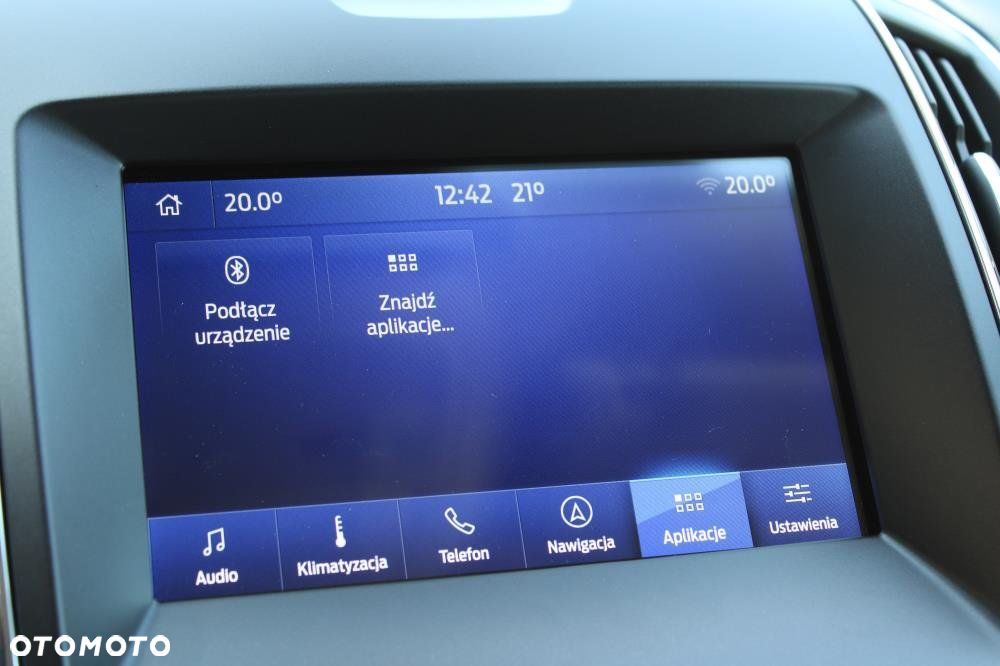 20.0° 12:42 21° 20.0°
Podłącz
urządzenie
Znajdź
aplikacje...
Audio
Klimatyzacja
Telefon
Nawigacja
Aplikacje
Ustawienia
OTOMOTO